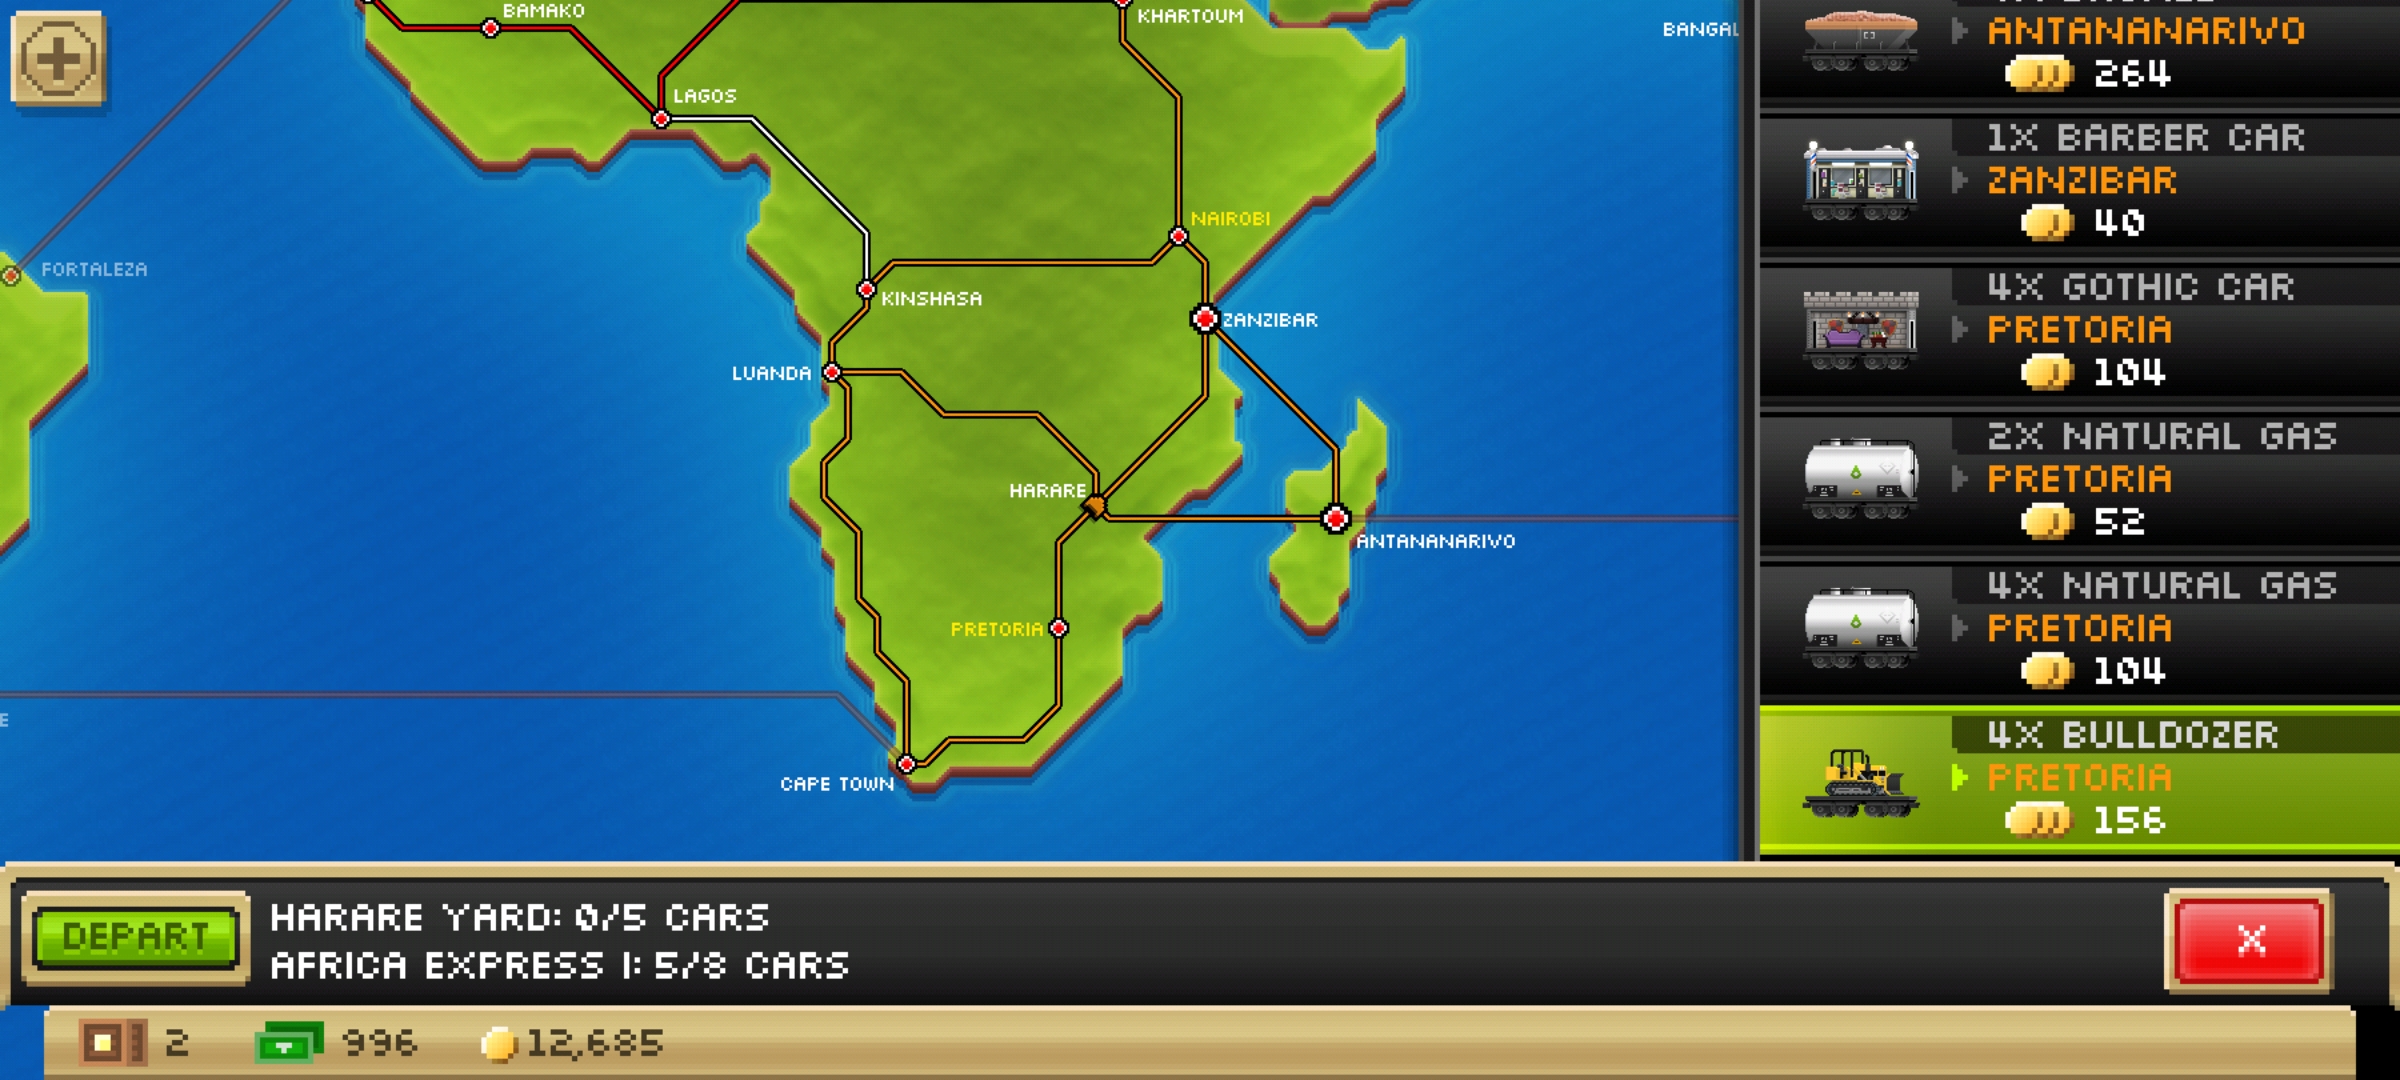 BAMAKO
KHARTOUM
LAGOS
NAIROBI
FORTALEZA
KINSHASA
ZANZIBAR
LUANDA
HARARE
ANTANANARIVO
PRETORIA
CAPE TOWN
ANTANANARIVO
264
1X BARBER CAR
ZANZIBAR
40
4X GOTHIC CAR
PRETORIA
104
2X NATURAL GAS
PRETORIA
52
4X NATURAL GAS
PRETORIA
104
4X BULLDOZER
PRETORIA
156
DEPART
HARARE YARD: 0/5 CARS
AFRICA EXPRESS I: 5/8 CARS
X
2
996
12,685